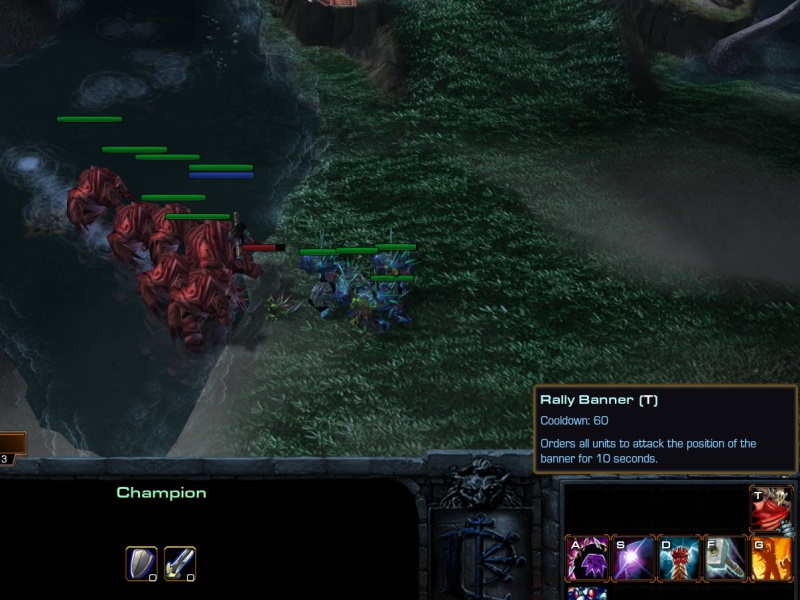 Rally Banner (T)
Cooldown: 60
Orders all units to attack the position of the
banner for 10 seconds.
3
Champion
T
A S D F G